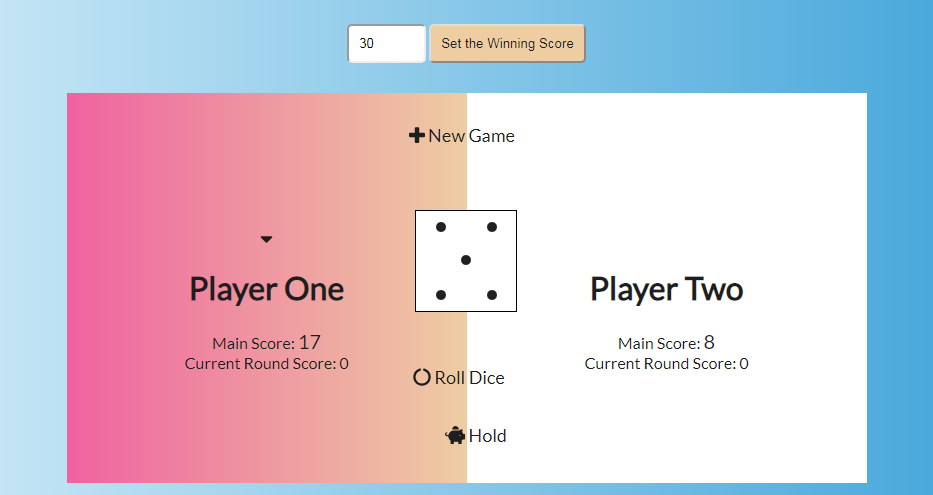 30 Set the Winning Score
New Game
Player One
Main Score: 17
Current Round Score: 0
Player Two
Main Score: 8
Current Round Score: 0
Roll Dice
Hold